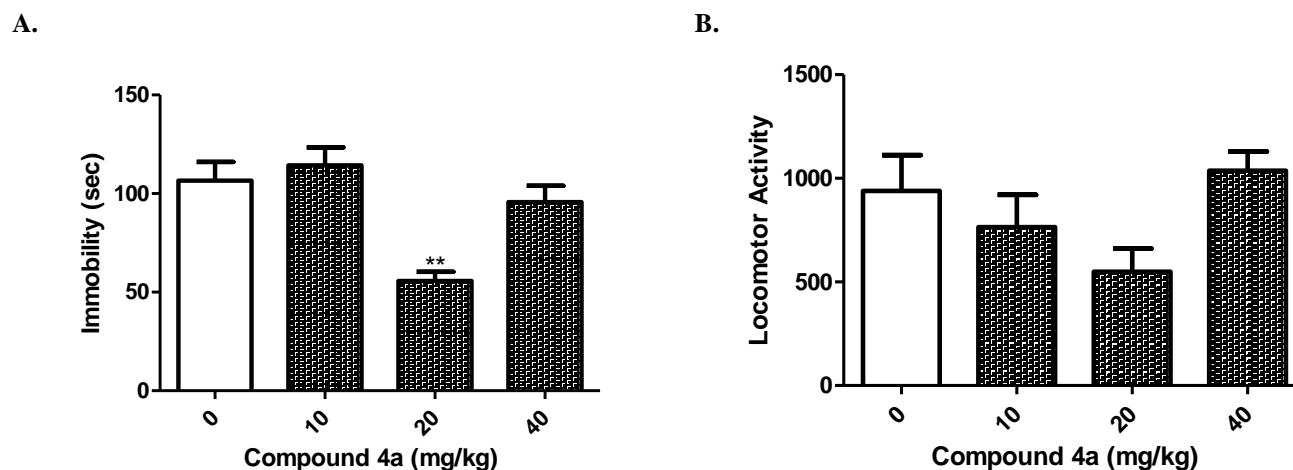 A.
B.
Immobility (sec)
150
100
50
0
**
0
10
20
40
Compound 4a (mg/kg)
Locomotor Activity
1500
1000
500
0
0
10
20
40
Compound 4a (mg/kg)